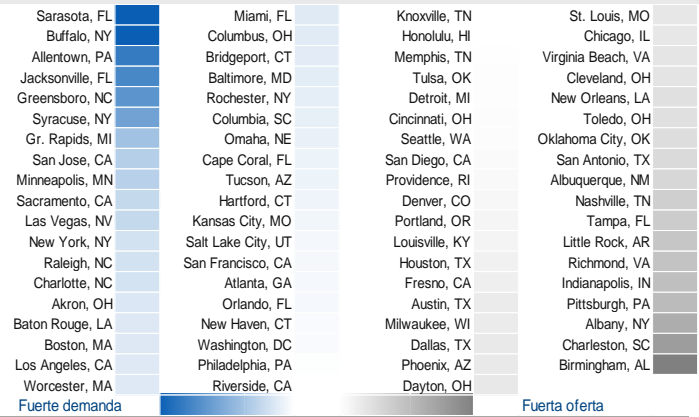 Sarasota, FL
Buffalo, NY
Allentown, PA
Jacksonville, FL
Greensboro, NC
Syracuse, NY
Gr. Rapids, MI
San Jose, CA
Minneapolis, MN
Sacramento, CA
Las Vegas, NV
New York, NY
Raleigh, NC
Charlotte, NC
Akron, OH
Baton Rouge, LA
Boston, MA
Los Angeles, CA
Worcester, MA
Miami, FL
Columbus, OH
Bridgeport, CT
Baltimore, MD
Rochester, NY
Columbia, SC
Omaha, NE
Cape Coral, FL
Tucson, AZ
Hartford, CT
Kansas City, MO
Salt Lake City, UT
San Francisco, CA
Atlanta, GA
Orlando, FL
New Haven, CT
Washington, DC
Philadelphia, PA
Riverside, CA
Knoxville, TN
Honolulu, HI
Memphis, TN
Tulsa, OK
Detroit, MI
Cincinnati, OH
Seattle, WA
San Diego, CA
Providence, RI
Denver, CO
Portland, OR
Louisville, KY
Houston, TX
Fresno, CA
Austin, TX
Milwaukee, WI
Dallas, TX
Phoenix, AZ
Dayton, OH
St. Louis, MO
Chicago, IL
Virginia Beach, VA
Cleveland, OH
New Orleans, LA
Toledo, OH
Oklahoma City, OK
San Antonio, TX
Albuquerque, NM
Nashville, TN
Tampa, FL
Little Rock, AR
Richmond, VA
Indianapolis, IN
Pittsburgh, PA
Albany, NY
Charleston, SC
Birmingham, AL
Fuerte demanda
Fuerta oferta